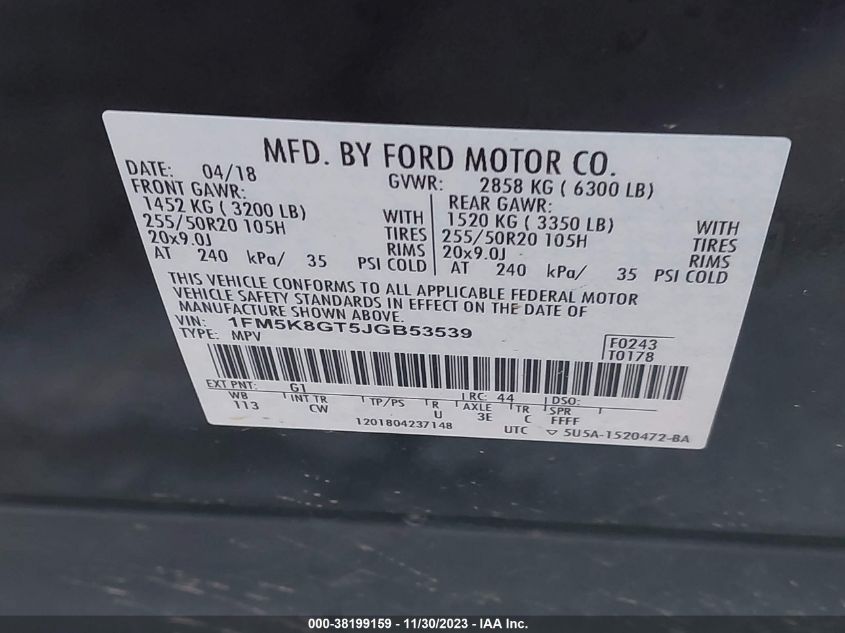 MFD. BY FORD MOTOR CO.
DATE: 04/18 GVWR: 2858 KG ( 6300 LB)
FRONT GAWR: REAR GAWR:
1452 KG ( 3200 LB) WITH 1520 KG ( 3350 LB) WITH
255/50R20 105H TIRES 255/50R20 105H TIRES
20x9.0J RIMS 20x9.0J RIMS
AT 240 kPa/ 35 PSI COLD AT 240 kPa/ 35 PSI COLD
THIS VEHICLE CONFORMS TO ALL APPLICABLE FEDERAL MOTOR
VEHICLE SAFETY STANDARDS IN EFFECT ON THE DATE OF
MANUFACTURE SHOWN ABOVE.
VIN: 1FM5K8GT5JGB53539 F0243
TYPE: MPV T0178
EXT PNT: G1 RC: 44 DSO:
WB INT TR TP/PS R AXLE TR SPR
113 CW U 3E C FFFF
1201804237148 UTC ▽ 5U5A-1520472-BA
000-38199159 - 11/30/2023 - IAA Inc.